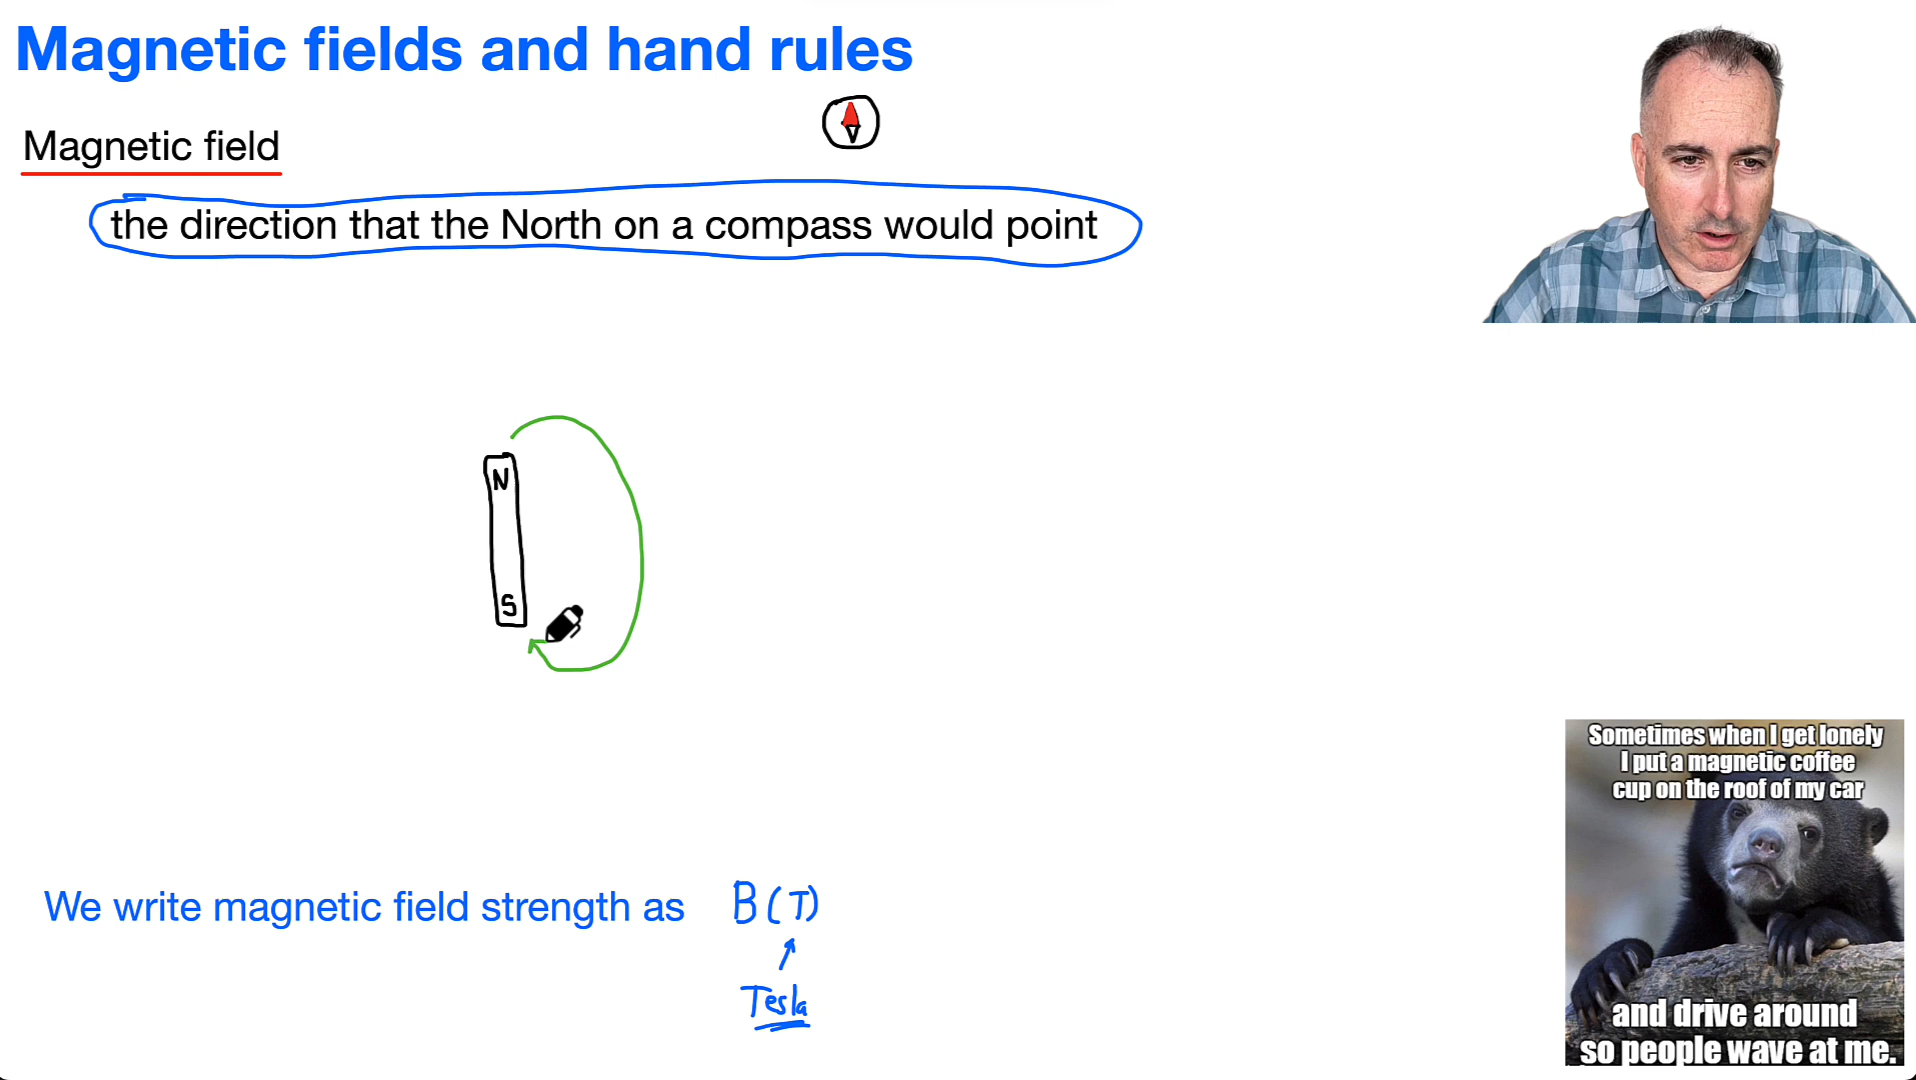 Magnetic fields and hand rules
Magnetic field
the direction that the North on a compass would point
N
S
We write magnetic field strength as B (T)
Tesla
Sometimes when I get lonely
I put a magnetic coffee
cup on the roof of my car
and drive around
so people wave at me.